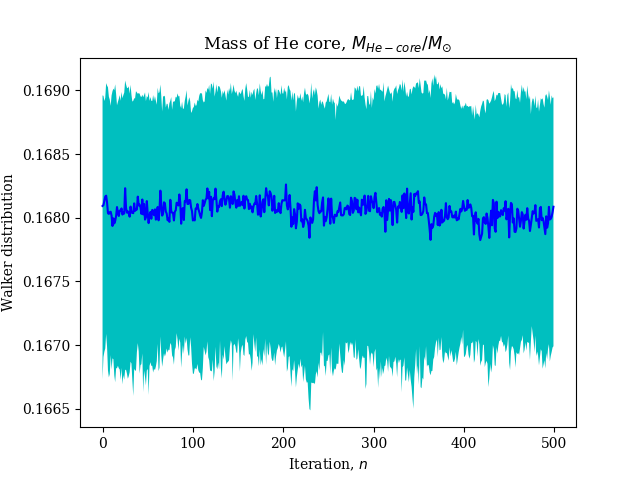 Mass of He core, $M_{He-core}/M_{\odot}$
0.1690
0.1685
0.1680
0.1675
0.1670
0.1665
Walker distribution
0 100 200 300 400 500
Iteration, $n$